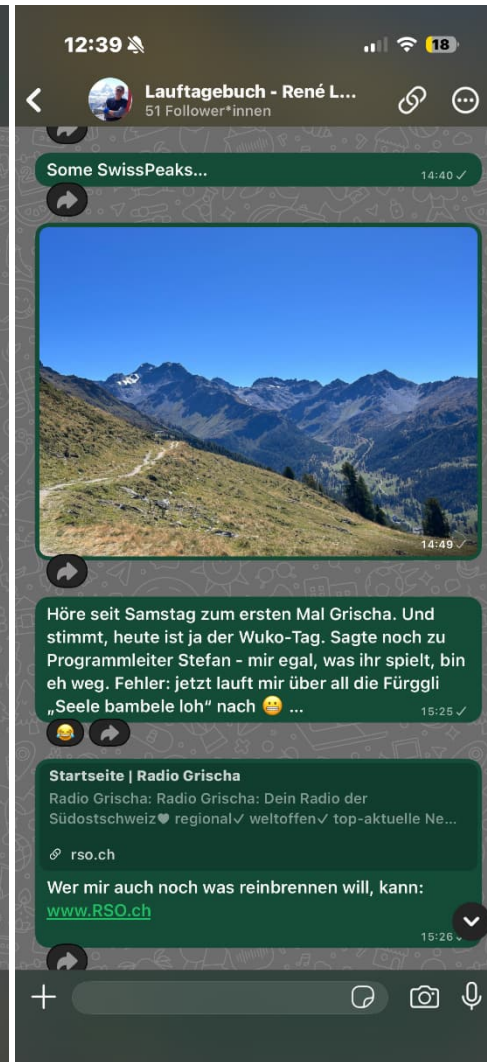 12:39
18
Lauftagebuch - René L...
51 Follower*innen
Some SwissPeaks...
14:40
14:49
Höre seit Samstag zum ersten Mal Grischa. Und
stimmt, heute ist ja der Wuko-Tag. Sagte noch zu
Programmleiter Stefan - mir egal, was ihr spielt, bin
eh weg. Fehler: jetzt lauft mir über all die Fürggli
„Seele bambele loh“ nach 😬 ...
15:25
Startseite | Radio Grischa
Radio Grischa: Radio Grischa: Dein Radio der
Südostschweiz♥ regional✓ weltoffen✓ top-aktuelle Ne...
rso.ch
Wer mir auch noch was reinbrennen will, kann:
www.RSO.ch
15:26